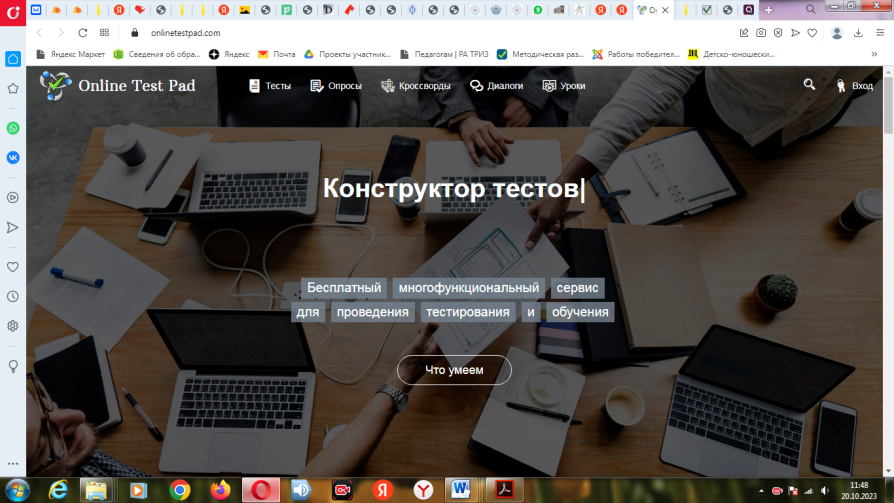 Оп
onlinetestpad.com
Яндекс Маркет
Сведения об обра...
Яндекс
Почта
Проекты участник...
Педагогам | РА ТРИЗ
Методическая раз...
Работы победител...
Детско-юношески...
Online Test Pad
Тесты
Опросы
Кроссворды
Диалоги
Уроки
Вход
Конструктор тестов|
Бесплатный многофункциональный сервис
для проведения тестирования и обучения
Что умеем
11:48
20.10.2023